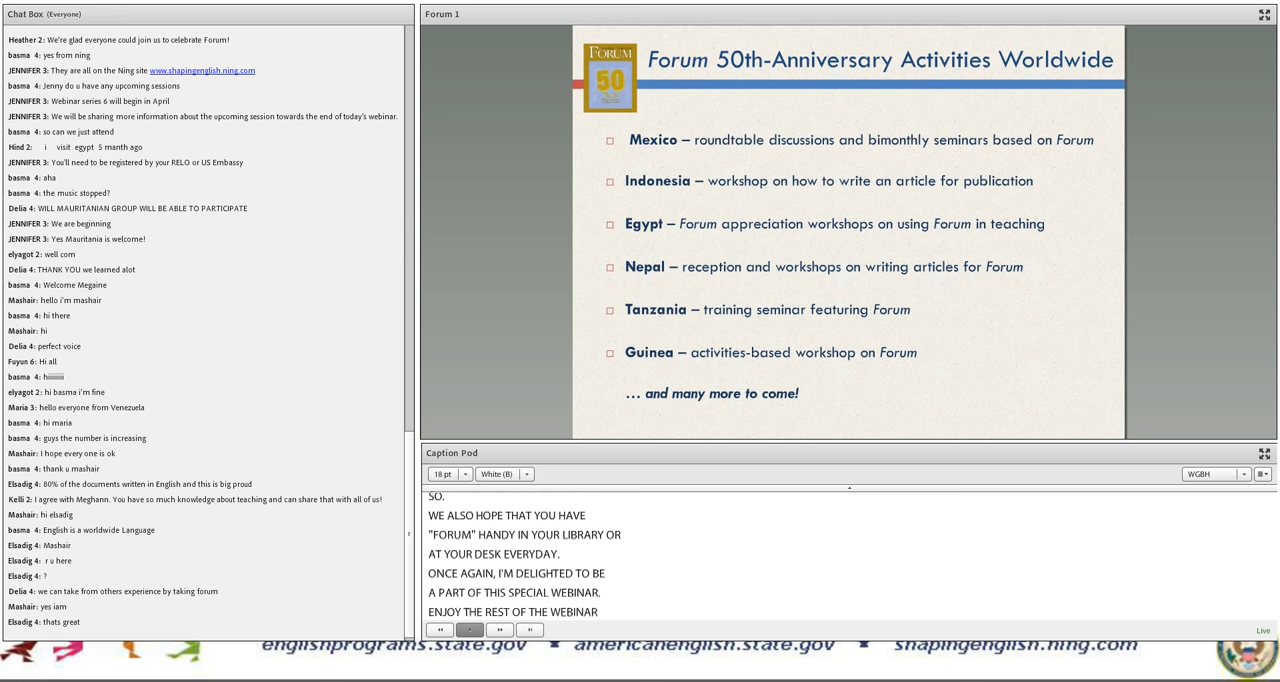 Chat Box (Everyone)
Heather 2: We're glad everyone could join us to celebrate Forum!
basma 4: yes from ning
JENNIFER 3: They are all on the Ning site www.shapingenglish.ning.com
basma 4: Jenny do u have any upcoming sessions
JENNIFER 3: Webinar series 6 will begin in April
JENNIFER 3: We will be sharing more information about the upcoming session towards the end of today's webinar.
basma 4: so can we just attend
Hind 2: i visit egypt 5 manth ago
JENNIFER 3: You'll need to be registered by your RELO or US Embassy
basma 4: aha
basma 4: the music stopped?
Delia 4: WILL MAURITANIAN GROUP WILL BE ABLE TO PARTICIPATE
JENNIFER 3: We are beginning
JENNIFER 3: Yes Mauritania is welcome!
elyagot 2: well com
Delia 4: THANK YOU we learned alot
basma 4: Welcome Megaine
Mashair: hello i'm mashair
basma 4: hi there
Mashair: hi
Delia 4: perfect voice
Fuyun 6: Hi all
basma 4: hiiiiiiiii
elyagot 2: hi basma i'm fine
Maria 3: hello everyone from Venezuela
basma 4: hi maria
basma 4: guys the number is increasing
Mashair: I hope every one is ok
basma 4: thank u mashair
Elsadig 4: 80% of the documents written in English and this is big proud
Kelli 2: I agree with Meghann. You have so much knowledge about teaching and can share that with all of us!
Mashair: hi elsadig
basma 4: English is a worldwide Language
Elsadig 4: Mashair
Elsadig 4: r u here
Elsadig 4: ?
Delia 4: we can take from others experience by taking forum
Mashair: yes iam
Elsadig 4: thats great
Forum 1
FORUM
50
Forum 50th-Anniversary Activities Worldwide
Mexico – roundtable discussions and bimonthly seminars based on Forum
Indonesia – workshop on how to write an article for publication
Egypt – Forum appreciation workshops on using Forum in teaching
Nepal – reception and workshops on writing articles for Forum
Tanzania – training seminar featuring Forum
Guinea – activities-based workshop on Forum
… and many more to come!
Caption Pod
18 pt White (B) WGBH
SO.
WE ALSO HOPE THAT YOU HAVE
"FORUM" HANDY IN YOUR LIBRARY OR
AT YOUR DESK EVERYDAY.
ONCE AGAIN, I'M DELIGHTED TO BE
A PART OF THIS SPECIAL WEBINAR.
ENJOY THE REST OF THE WEBINAR
Live
englishprograms.state.gov americanenglish.state.gov shapingenglish.ning.com